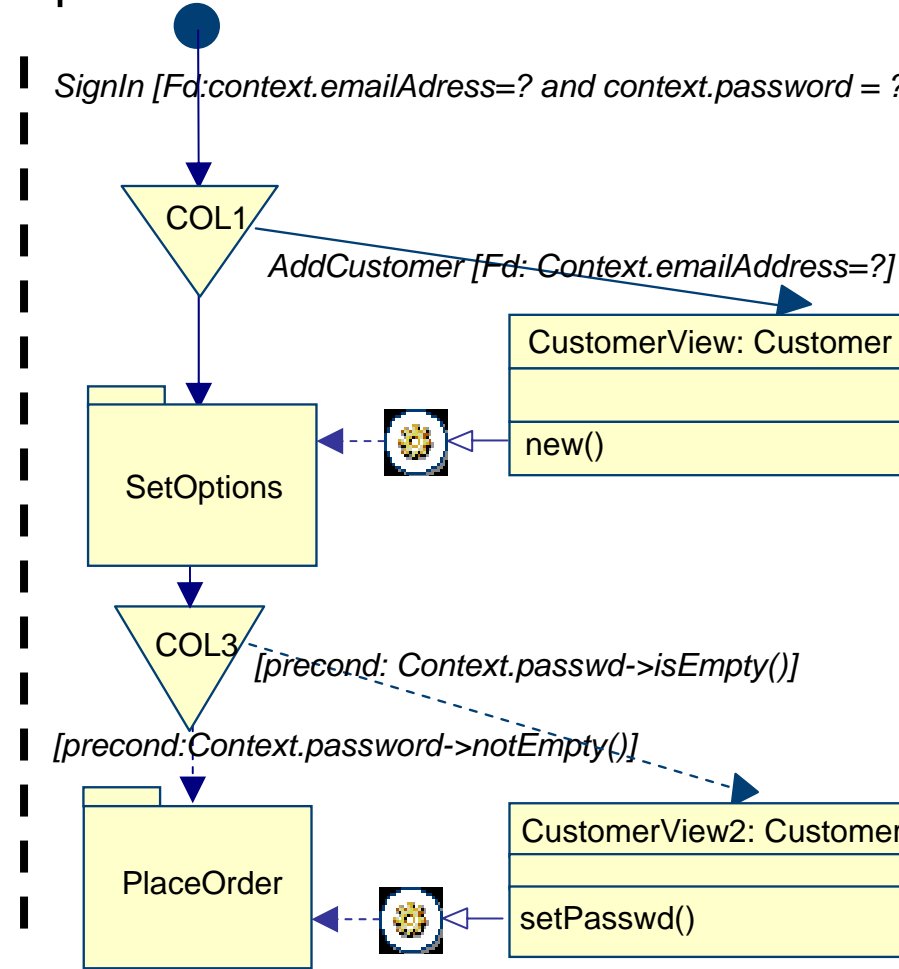 SignIn [Fd:context.emailAdress=? and context.password = ?
COL1
AddCustomer [Fd: Context.emailAddress=?]
CustomerView: Customer
new()
SetOptions
COL3
[precond: Context.passwd->isEmpty()]
[precond:Context.password->notEmpty()]
CustomerView2: Customer
PlaceOrder
setPasswd()